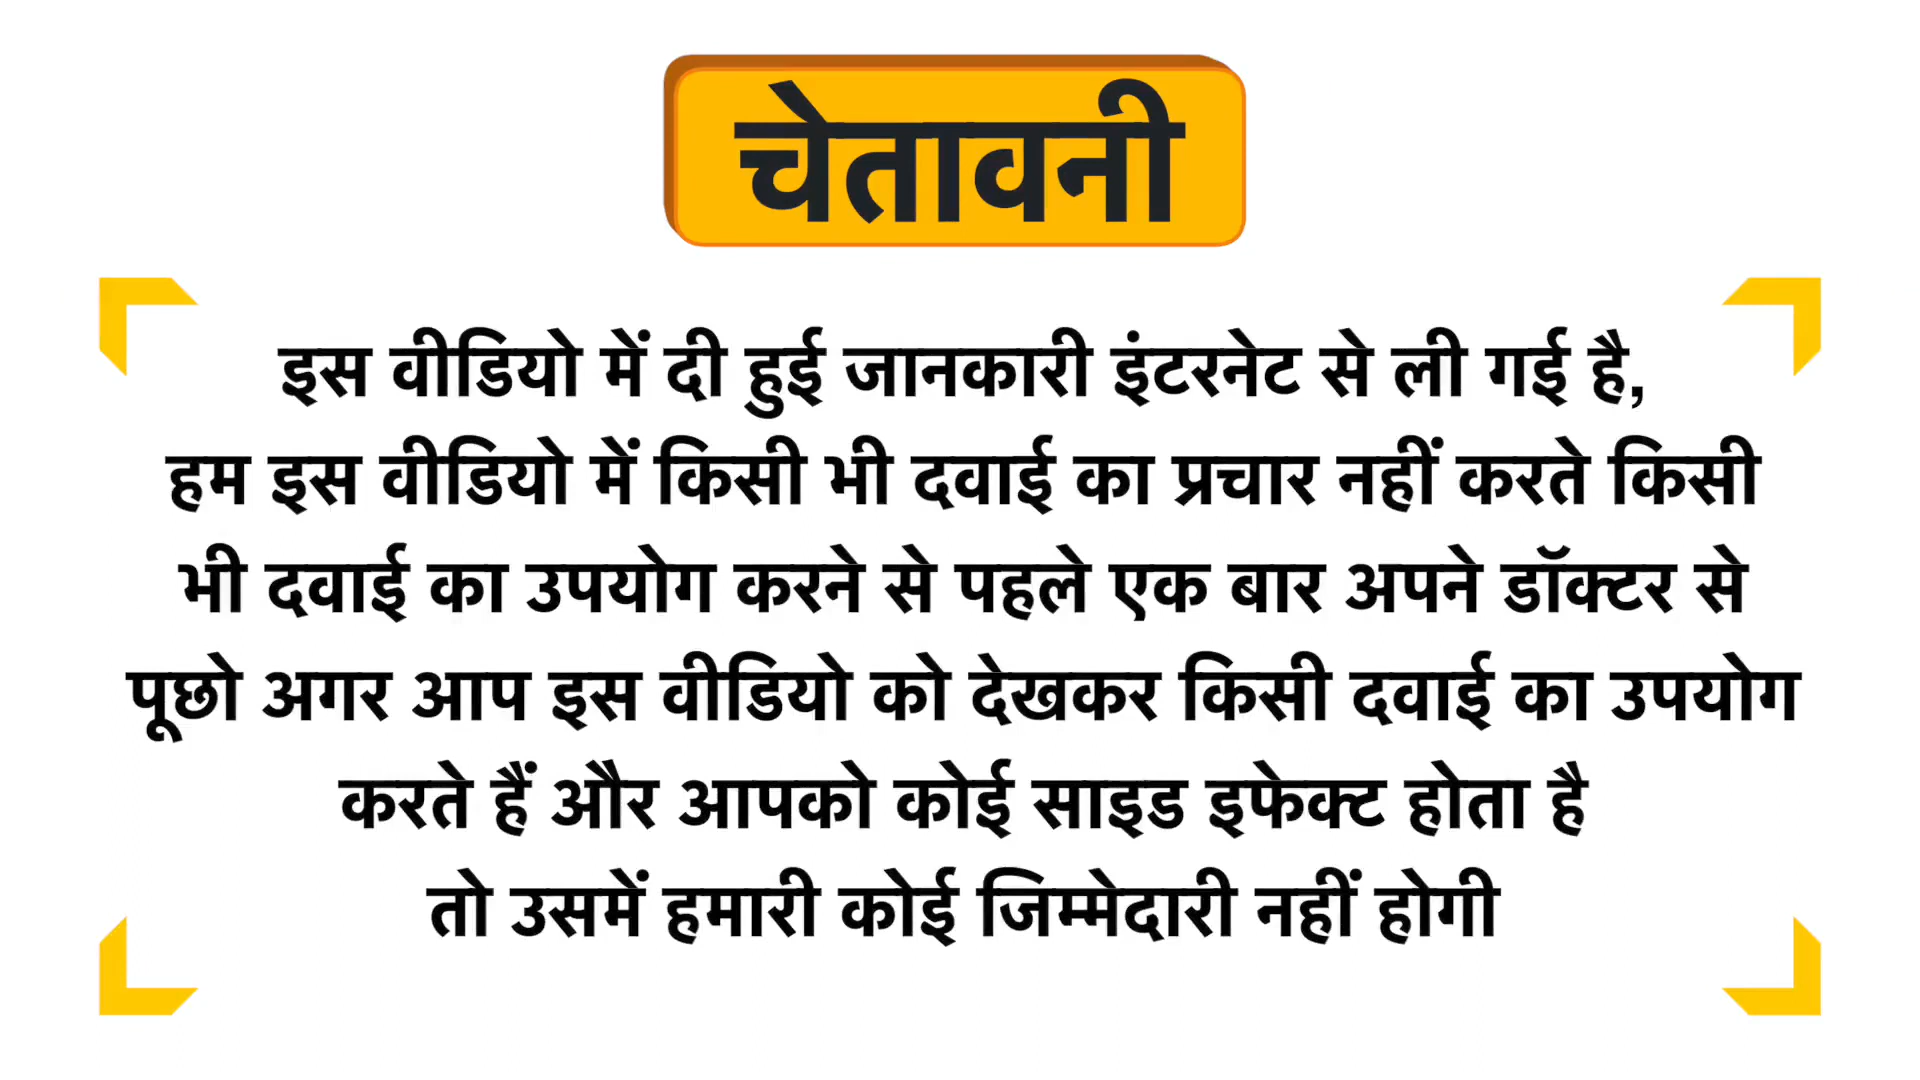 चेतावनी
इस वीडियो में दी हुई जानकारी इंटरनेट से ली गई है,
हम इस वीडियो में किसी भी दवाई का प्रचार नहीं करते किसी
भी दवाई का उपयोग करने से पहले एक बार अपने डॉक्टर से
पूछो अगर आप इस वीडियो को देखकर किसी दवाई का उपयोग
करते हैं और आपको कोई साइड इफेक्ट होता है
तो उसमें हमारी कोई जिम्मेदारी नहीं होगी